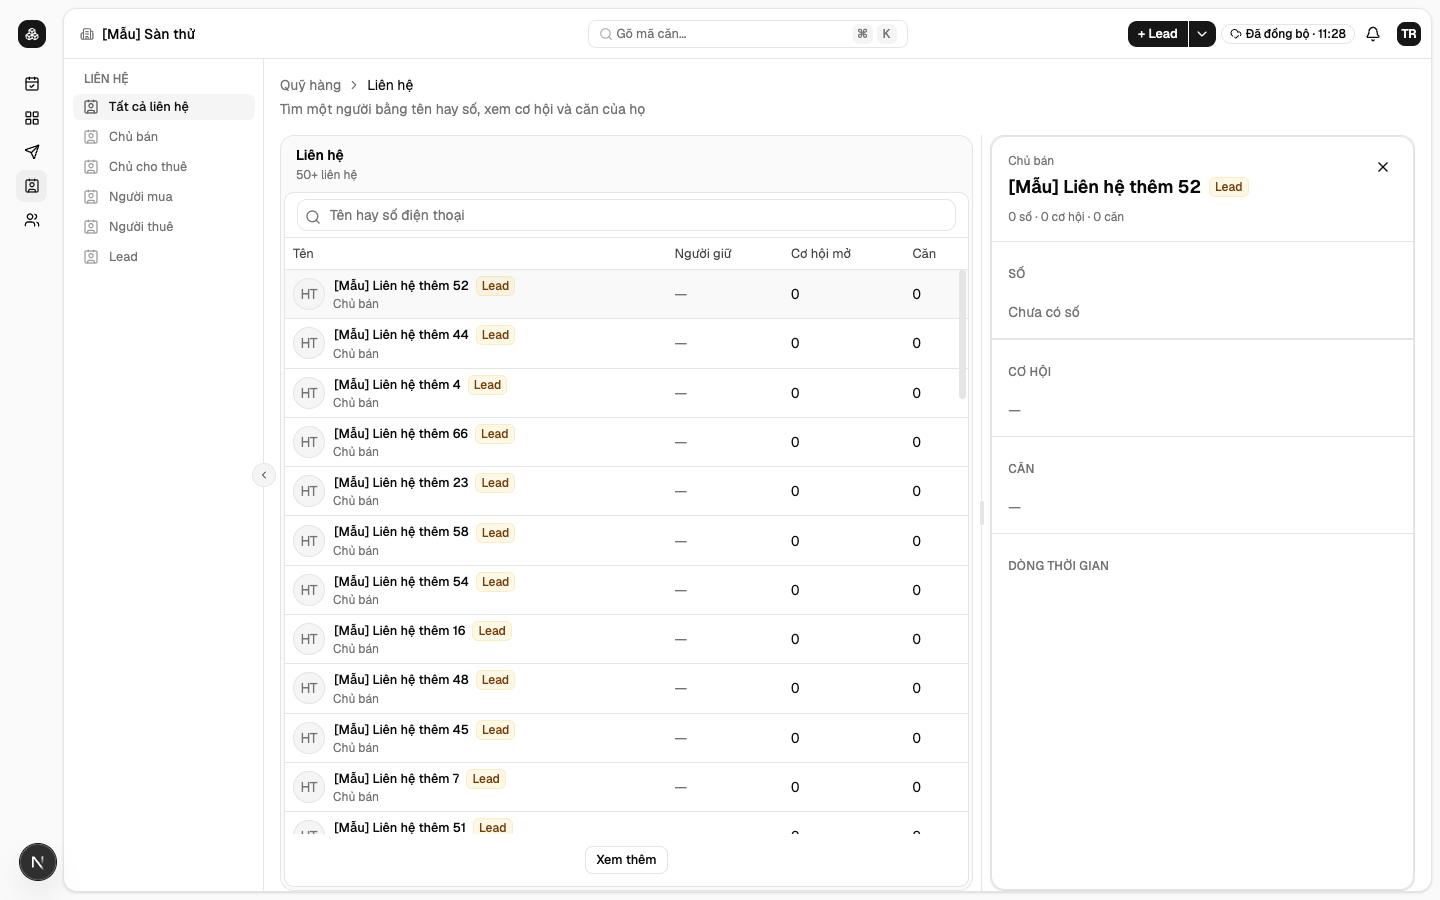 [Mẫu] Sàn thử
Gõ mã căn...
⌘ K
+ Lead
Đã đồng bộ · 11:28
TR
LIÊN HỆ
Tất cả liên hệ
Chủ bán
Chủ cho thuê
Người mua
Người thuê
Lead
Quỹ hàng > Liên hệ
Tìm một người bằng tên hay số, xem cơ hội và căn của họ
Liên hệ
50+ liên hệ
Tên hay số điện thoại
Tên Người giữ Cơ hội mở Căn
HT [Mẫu] Liên hệ thêm 52 Lead — 0 0
Chủ bán
HT [Mẫu] Liên hệ thêm 44 Lead — 0 0
Chủ bán
HT [Mẫu] Liên hệ thêm 4 Lead — 0 0
Chủ bán
HT [Mẫu] Liên hệ thêm 66 Lead — 0 0
Chủ bán
HT [Mẫu] Liên hệ thêm 23 Lead — 0 0
Chủ bán
HT [Mẫu] Liên hệ thêm 58 Lead — 0 0
Chủ bán
HT [Mẫu] Liên hệ thêm 54 Lead — 0 0
Chủ bán
HT [Mẫu] Liên hệ thêm 16 Lead — 0 0
Chủ bán
HT [Mẫu] Liên hệ thêm 48 Lead — 0 0
Chủ bán
HT [Mẫu] Liên hệ thêm 45 Lead — 0 0
Chủ bán
HT [Mẫu] Liên hệ thêm 7 Lead — 0 0
Chủ bán
[Mẫu] Liên hệ thêm 51 Lead
Xem thêm
Chủ bán
[Mẫu] Liên hệ thêm 52 Lead
0 số · 0 cơ hội · 0 căn
SỐ
Chưa có số
CƠ HỘI
—
CĂN
—
DÒNG THỜI GIAN
N